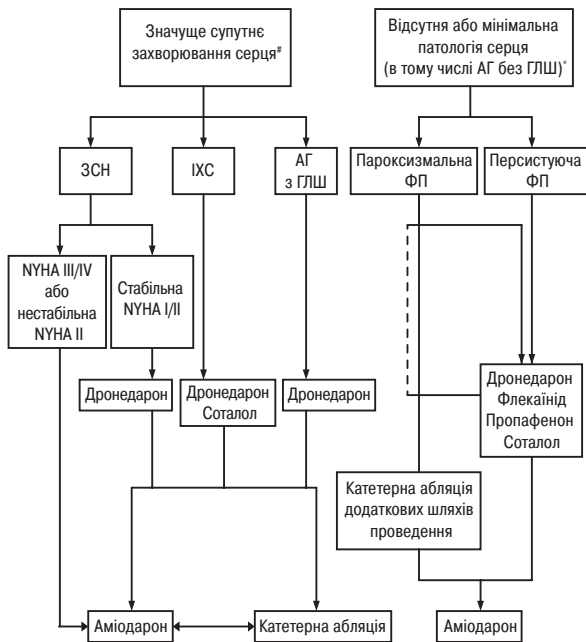 Значуще супутнє
захворювання серця#
Відсутня або мінімальна
патологія серця
(в тому числі АГ без ГЛШ)*
ЗСН
ІХС
АГ
з ГЛШ
Пароксизмальна
ФП
Персистуюча
ФП
NYHA III/IV
або
нестабільна
NYHA II
Стабільна
NYHA I/II
Дронедарон
Дронедарон
Соталол
Дронедарон
Дронедарон
Флекаїнід
Пропафенон
Соталол
Катетерна абляція
додаткових шляхів
проведення
Аміодарон
Катетерна абляція
Аміодарон